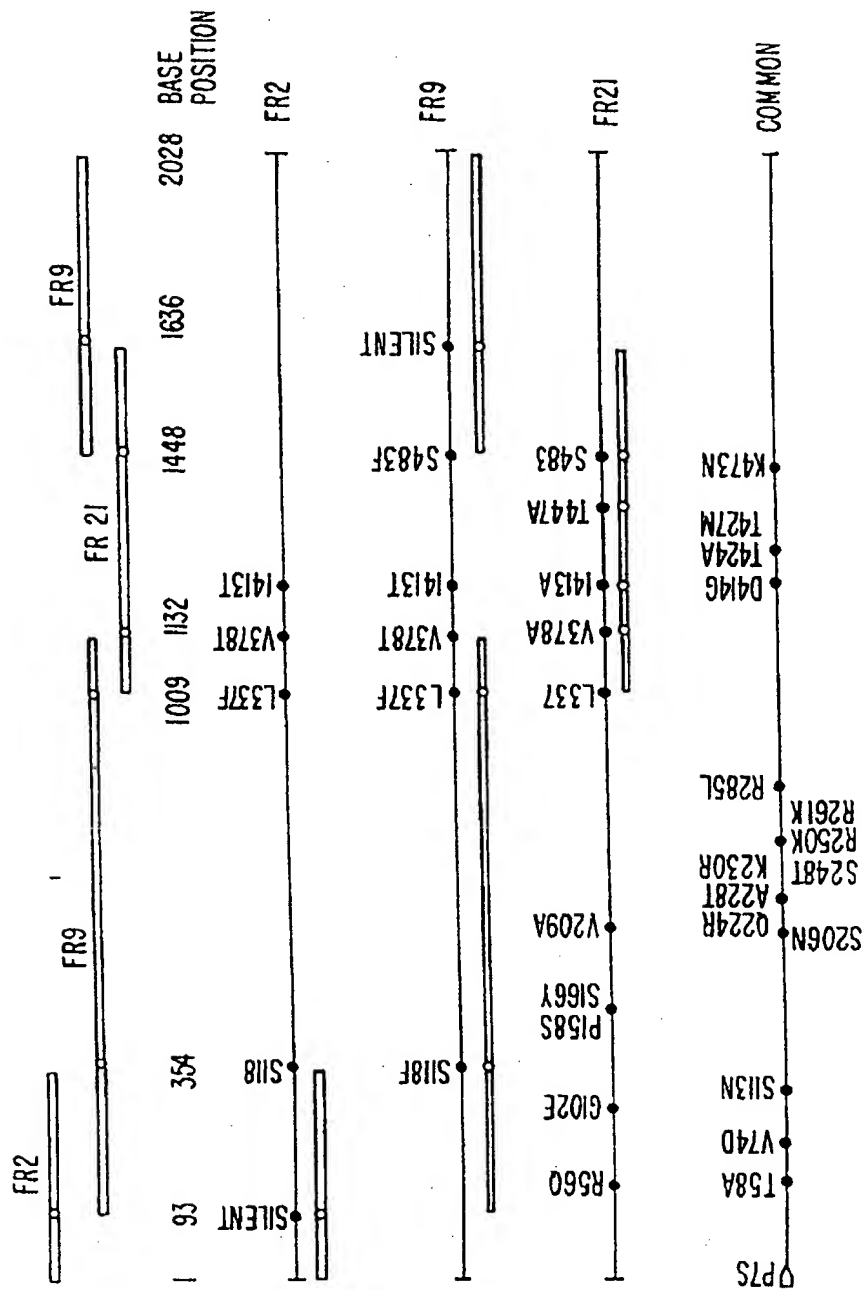 FR2
FR9
FR 21
FR9
1
93
354
1009
1132
1448
1636
2028
BASE
POSITION
SILENT
S118
L337F
V378T
I413T
FR2
S118F
L337F
V378T
I413T
S483F
SILENT
FR9
R56Q
G102E
P158S
S166Y
V209A
L337
V378A
I413A
T447A
S483
FR21
P7S
T58A
V74D
S113N
S206N
Q224R
A228T
K230R
S248T
R250K
R261K
R285L
D414G
T424A
T427M
K473N
COMMON